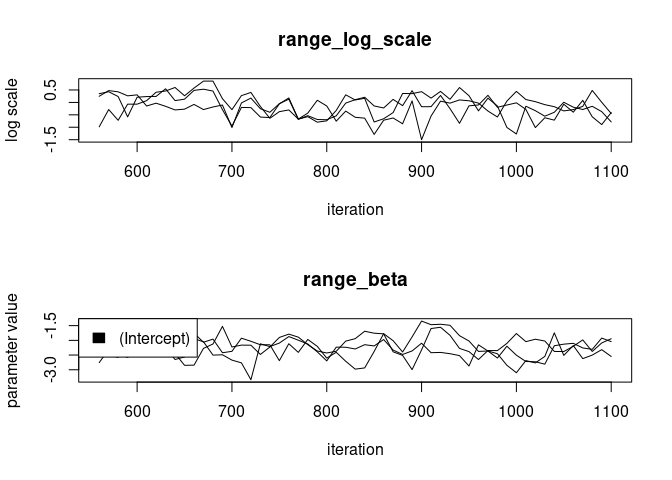 range_log_scale
log scale
0.5
-1.5
600 700 800 900 1000 1100
iteration
range_beta
parameter value
-1.5
-3.0
(Intercept)
600 700 800 900 1000 1100
iteration